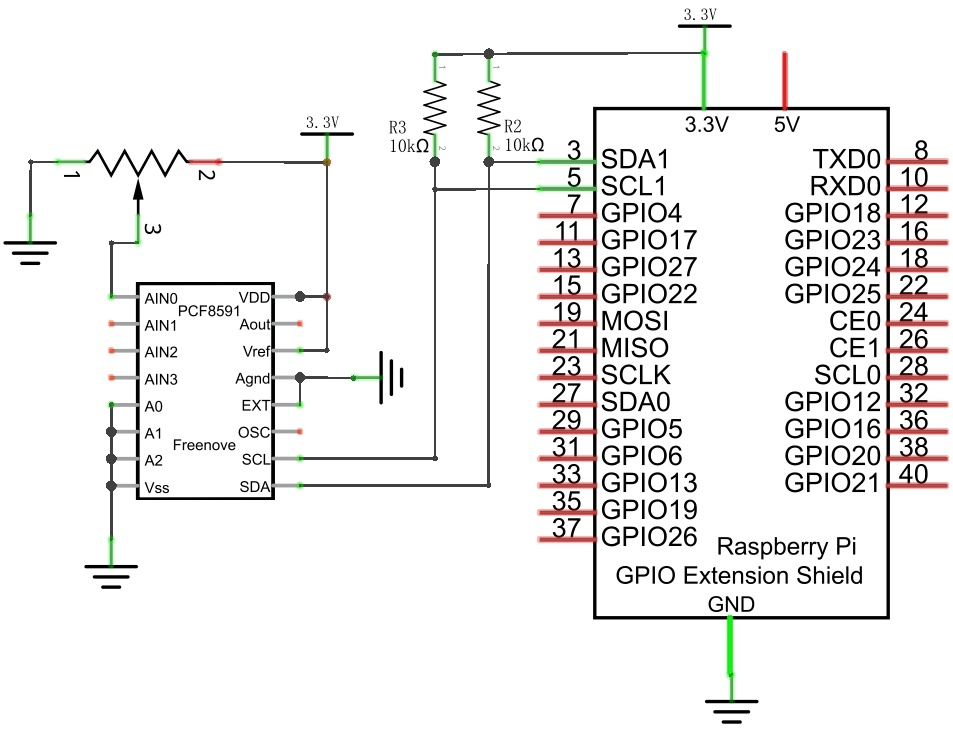 3.3V
3.3V
R3
10kΩ
1
2
R2
10kΩ
1
2
1
2
3
3.3V 5V
3 SDA1 TXD0 8
5 SCL1 RXD0 10
7 GPIO4 GPIO18 12
11 GPIO17 GPIO23 16
13 GPIO27 GPIO24 18
15 GPIO22 GPIO25 22
19 MOSI CE0 24
21 MISO CE1 26
23 SCLK SCL0 28
27 SDA0 GPIO12 32
29 GPIO5 GPIO16 36
31 GPIO6 GPIO20 38
33 GPIO13 GPIO21 40
35 GPIO19
37 GPIO26
Raspberry Pi
GPIO Extension Shield
GND
AIN0 VDD
PCF8591
AIN1 Aout
AIN2 Vref
AIN3 Agnd
A0 EXT
A1 OSC
Freenove
A2 SCL
Vss SDA